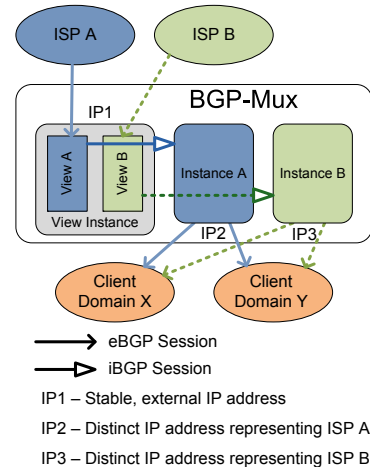 ISP A
ISP B
BGP-Mux
IP1
View A
View B
View Instance
Instance A
Instance B
IP2
IP3
Client
Domain X
Client
Domain Y
eBGP Session
iBGP Session
IP1 – Stable, external IP address
IP2 – Distinct IP address representing ISP A
IP3 – Distinct IP address representing ISP B